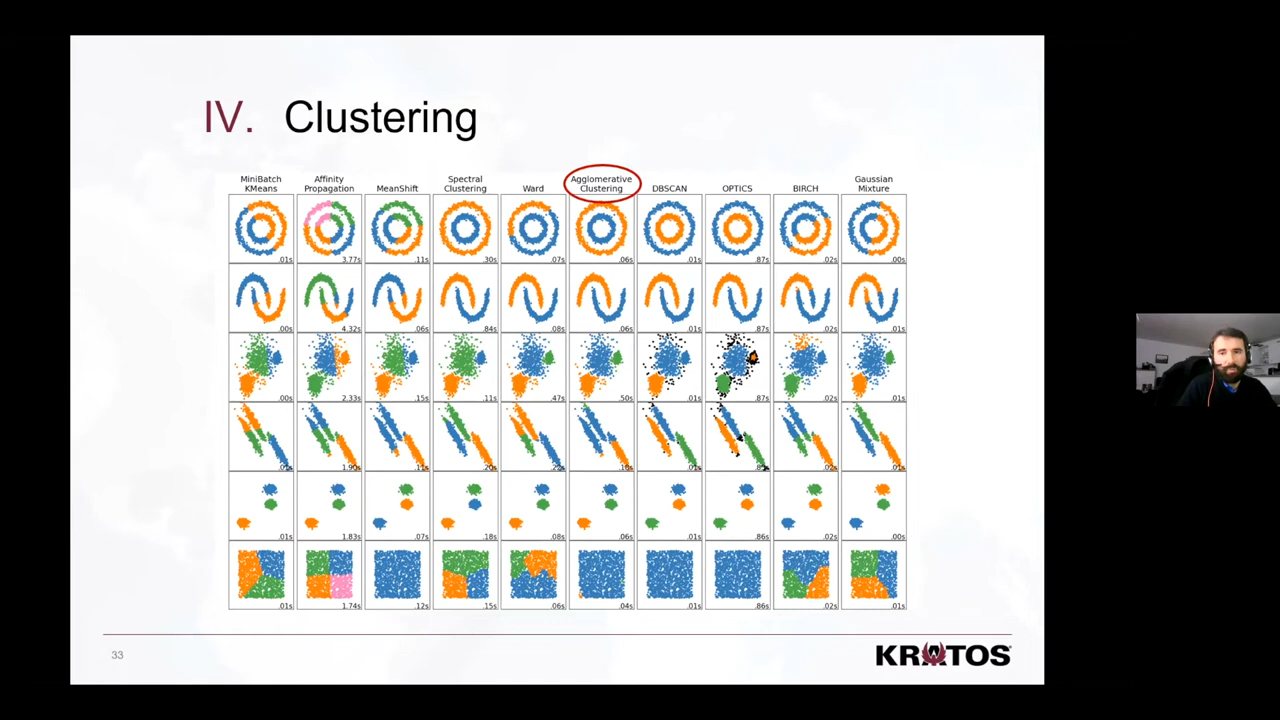 IV. Clustering
MiniBatch KMeans
Affinity Propagation
MeanShift
Spectral Clustering
Ward
Agglomerative Clustering
DBSCAN
OPTICS
BIRCH
Gaussian Mixture
.01s 3.77s .11s .30s .07s .06s .01s .87s .02s .00s
.00s 4.32s .06s .84s .08s .06s .01s .87s .02s .01s
.00s 2.33s .15s .11s .47s .50s .01s .87s .02s .01s
1.90s .11s .20s .02s .01s
.01s 1.83s .07s .18s .08s .06s .01s .86s .02s .00s
.01s 1.74s .12s .15s .06s .04s .01s .86s .02s .01s
33
KRATOS